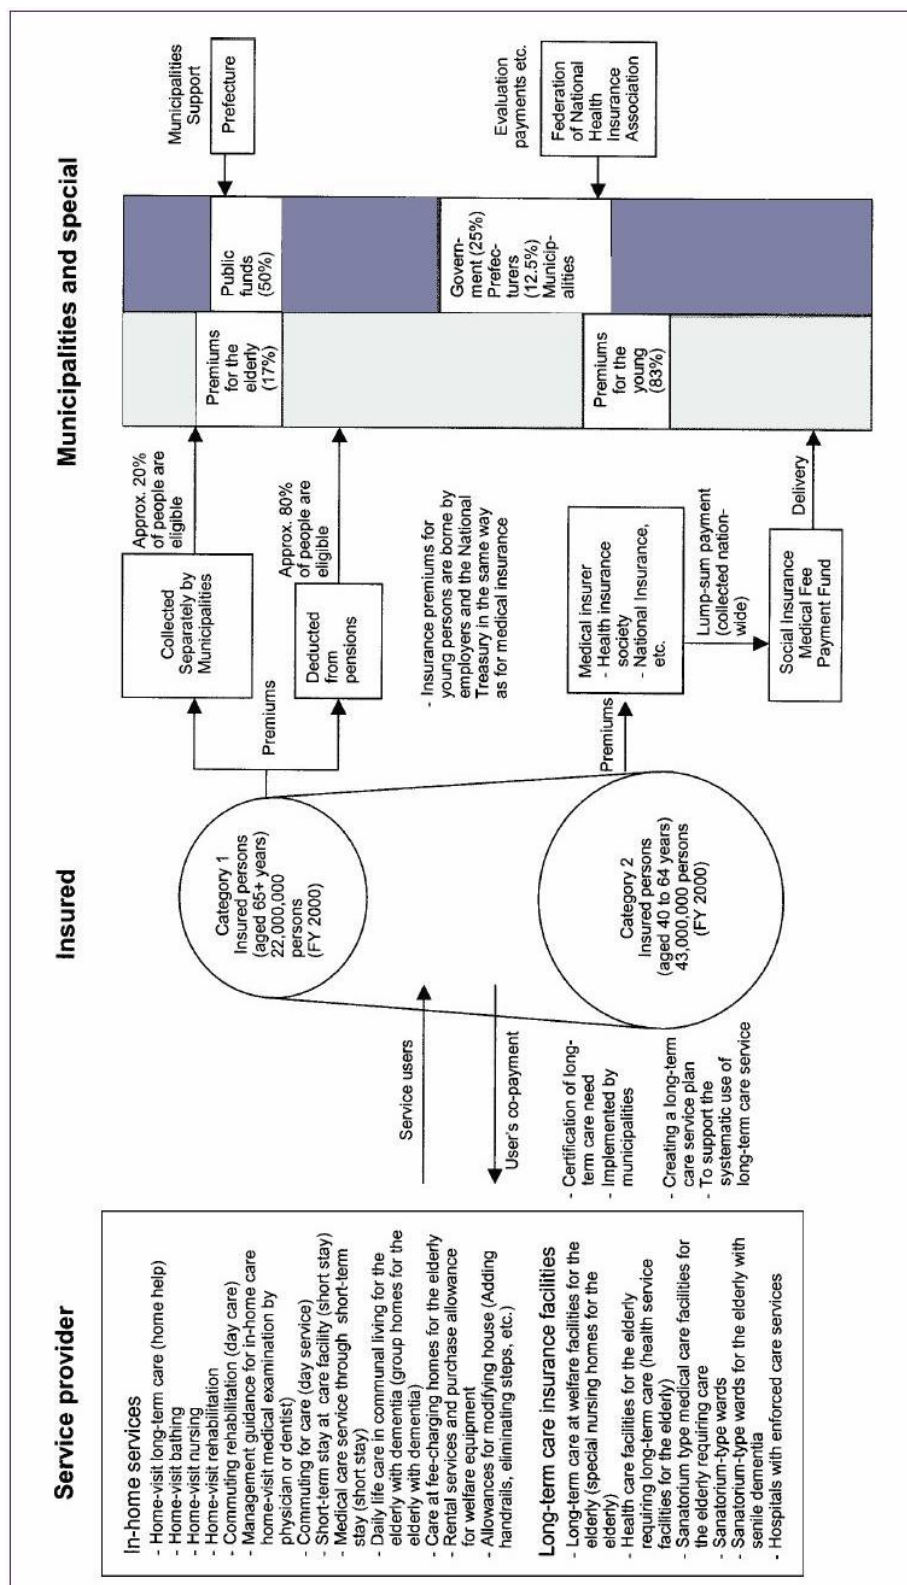 Service provider
In-home services
- Home-visit long-term care (home help)
- Home-visit bathing
- Home-visit nursing
- Home-visit rehabilitation
- Commuting rehabilitation (day care)
- Management guidance for in-home care
home-visit medical examination by
physician or dentist)
- Commuting for care (day service)
- Short-term stay at care facility (short stay)
- Medical care service through short-term
stay (short stay)
- Daily life care in communal living for the
elderly with dementia (group homes for the
elderly with dementia)
- Care at fee-charging homes for the elderly
- Rental services and purchase allowance
for welfare equipment
- Allowances for modifying house (Adding
handrails, eliminating steps, etc.)
Long-term care insurance facilities
- Long-term care at welfare facilities for the
elderly (special nursing homes for the
elderly)
- Health care facilities for the elderly
requiring long-term care (health service
facilities for the elderly)
- Sanatorium type medical care facilities for
the elderly requiring care
- Sanatorium-type wards
- Sanatorium-type wards for the elderly with
senile dementia
- Hospitals with enforced care services
Insured
Service users
User's co-payment
- Certification of long-
term care need
- Implemented by
municipalities
- Creating a long-term
care service plan
- To support the
systematic use of
long-term care service
Category 1
Insured persons
(aged 65+ years)
22,000,000
persons
(FY 2000)
Category 2
Insured persons
(aged 40 to 64 years)
43,000,000 persons
(FY 2000)
Premiums
Premiums
Municipalities and special
Collected
Separately by
Municipalities
Approx. 20%
of people are
eligible
Deducted
from
pensions
Approx. 80%
of people are
eligible
- Insurance premiums for
young persons are borne by
employers and the National
Treasury in the same way
as for medical insurance
Medical insurer
- Health insurance
society
- National Insurance,
etc.
Lump-sum payment
(collected nation-
wide)
Social Insurance
Medical Fee
Payment Fund
Delivery
Premiums
for the
elderly
(17%)
Public
funds
(50%)
Premiums
for the
young
(83%)
Govern-
ment (25%)
Prefec-
turers
(12.5%)
Municip-
alities
Municipalities
Support
Prefecture
Evaluation
payments etc.
Federation
of National
Health
Insurance
Association